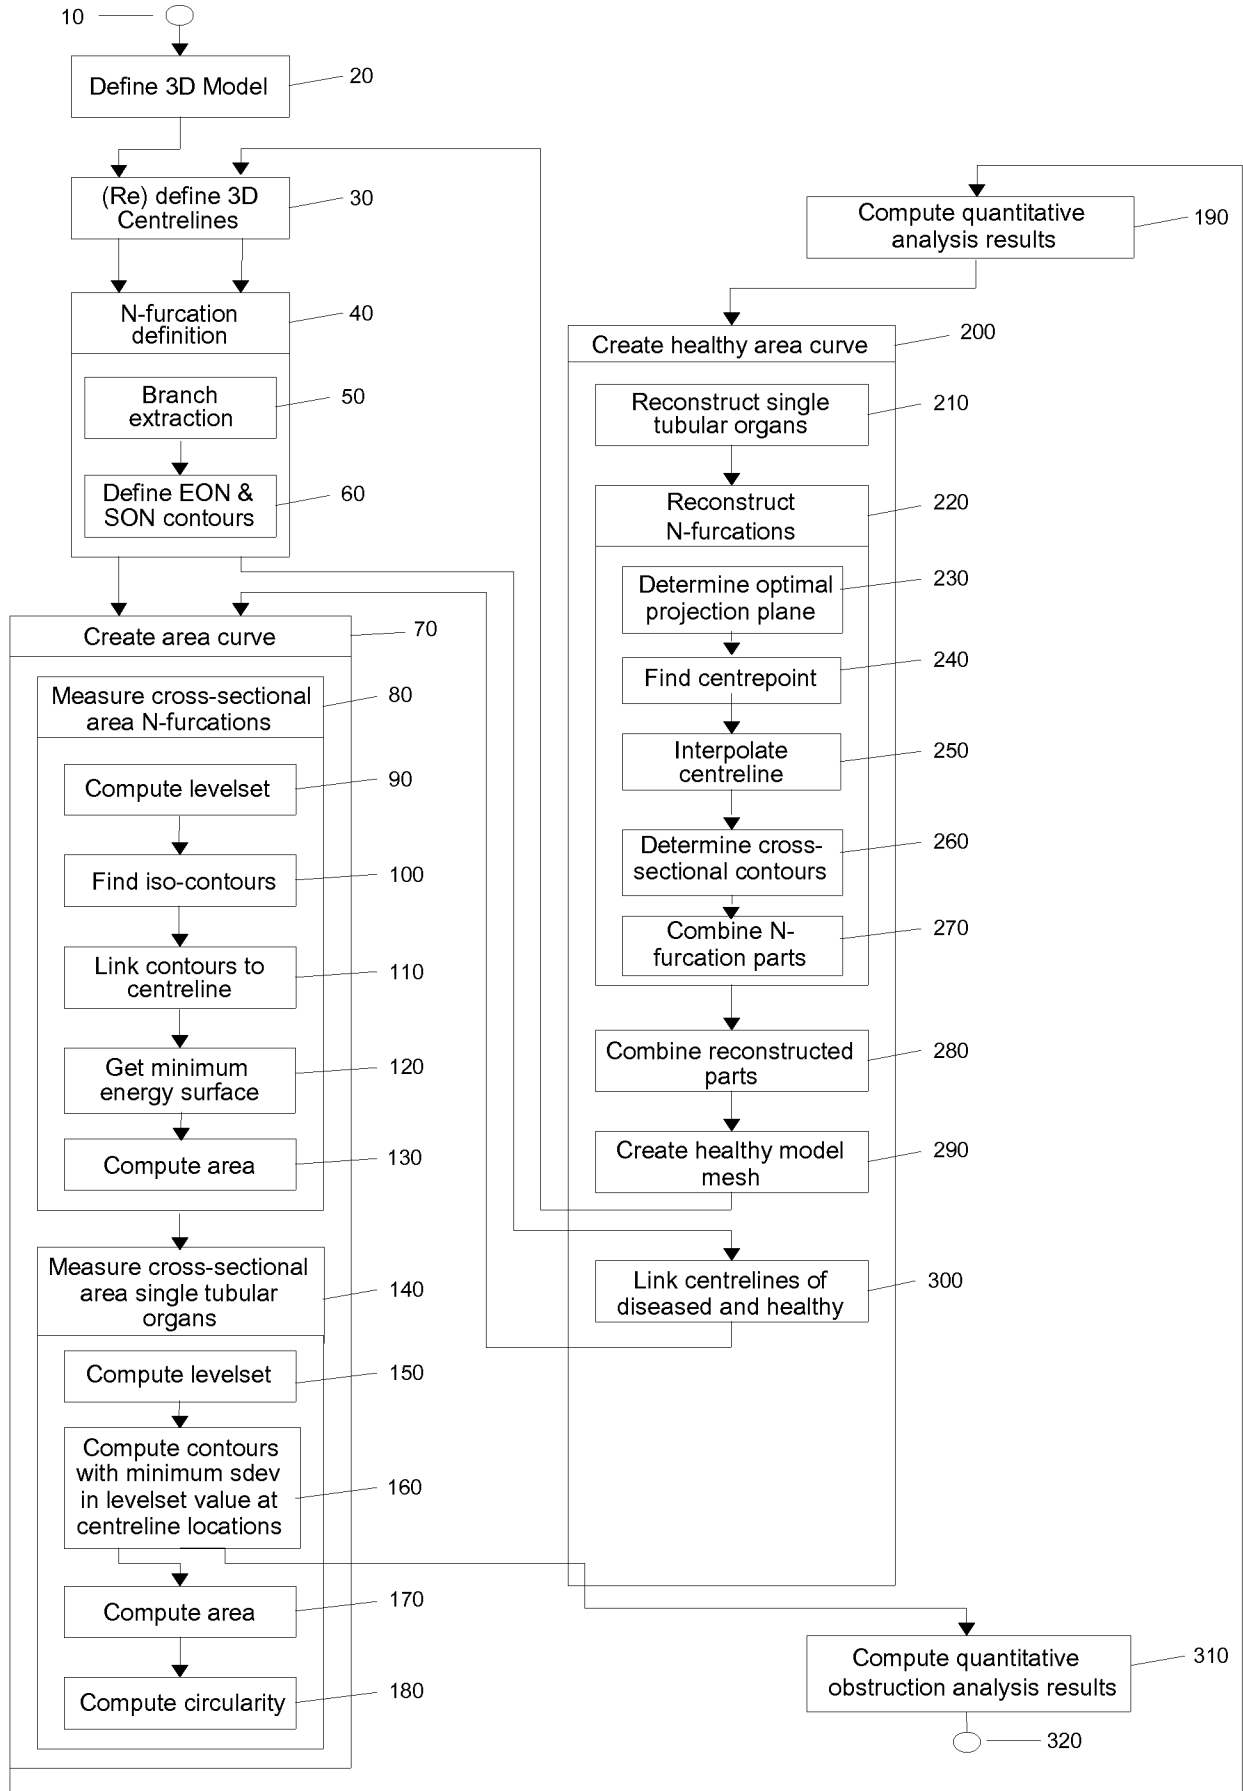 10
Define 3D Model
20
(Re) define 3D
Centrelines
30
N-furcation
definition
40
Branch
extraction
50
Define EON &
SON contours
60
Create area curve
70
Measure cross-sectional
area N-furcations
80
Compute levelset
90
Find iso-contours
100
Link contours to
centreline
110
Get minimum
energy surface
120
Compute area
130
Measure cross-sectional
area single tubular
organs
140
Compute levelset
150
Compute contours
with minimum sdev
in levelset value at
centreline locations
160
Compute area
170
Compute circularity
180
Compute quantitative
analysis results
190
Create healthy area curve
200
Reconstruct single
tubular organs
210
Reconstruct
N-furcations
220
Determine optimal
projection plane
230
Find centrepoint
240
Interpolate
centreline
250
Determine cross-
sectional contours
260
Combine N-
furcation parts
270
Combine reconstructed
parts
280
Create healthy model
mesh
290
Link centrelines of
diseased and healthy
300
Compute quantitative
obstruction analysis results
310
320